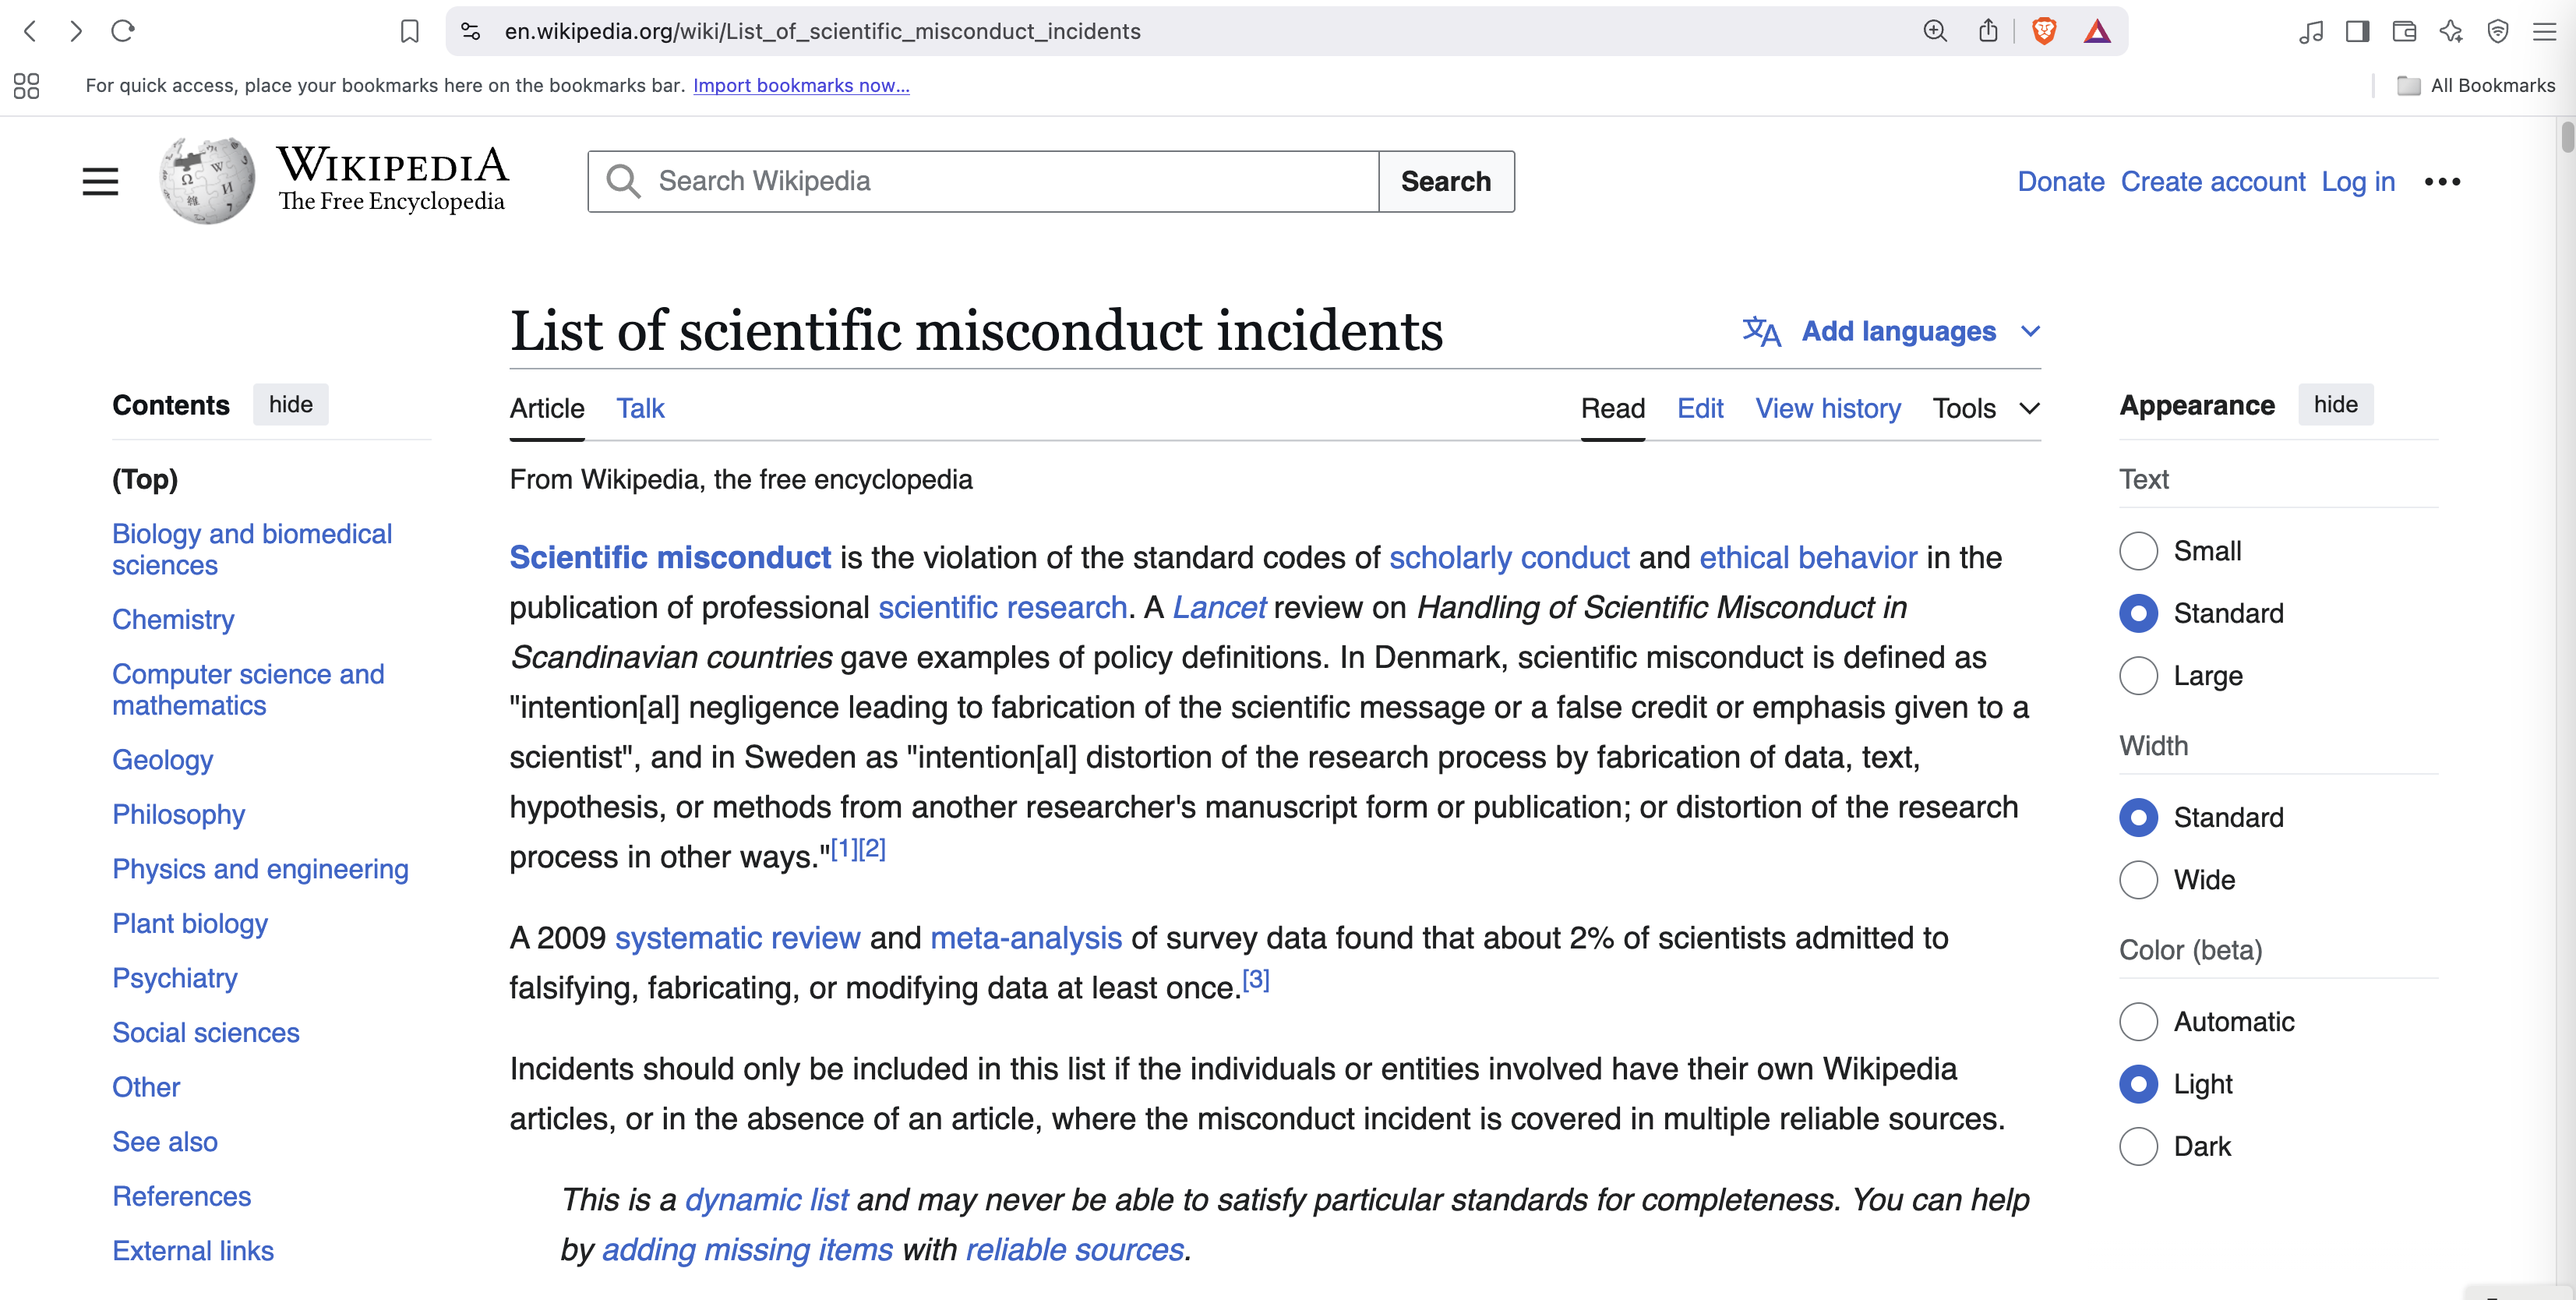 en.wikipedia.org/wiki/List_of_scientific_misconduct_incidents
For quick access, place your bookmarks here on the bookmarks bar. Import bookmarks now...
All Bookmarks
WIKIPEDIA
The Free Encyclopedia
Search Wikipedia
Search
Donate Create account Log in
List of scientific misconduct incidents
Add languages
Contents hide
(Top)
Biology and biomedical
sciences
Chemistry
Computer science and
mathematics
Geology
Philosophy
Physics and engineering
Plant biology
Psychiatry
Social sciences
Other
See also
References
External links
Article Talk
Read Edit View history Tools
From Wikipedia, the free encyclopedia
Scientific misconduct is the violation of the standard codes of scholarly conduct and ethical behavior in the
publication of professional scientific research. A Lancet review on Handling of Scientific Misconduct in
Scandinavian countries gave examples of policy definitions. In Denmark, scientific misconduct is defined as
"intention[al] negligence leading to fabrication of the scientific message or a false credit or emphasis given to a
scientist", and in Sweden as "intention[al] distortion of the research process by fabrication of data, text,
hypothesis, or methods from another researcher's manuscript form or publication; or distortion of the research
process in other ways."[1][2]
A 2009 systematic review and meta-analysis of survey data found that about 2% of scientists admitted to
falsifying, fabricating, or modifying data at least once.[3]
Incidents should only be included in this list if the individuals or entities involved have their own Wikipedia
articles, or in the absence of an article, where the misconduct incident is covered in multiple reliable sources.
This is a dynamic list and may never be able to satisfy particular standards for completeness. You can help
by adding missing items with reliable sources.
Appearance hide
Text
Small
Standard
Large
Width
Standard
Wide
Color (beta)
Automatic
Light
Dark